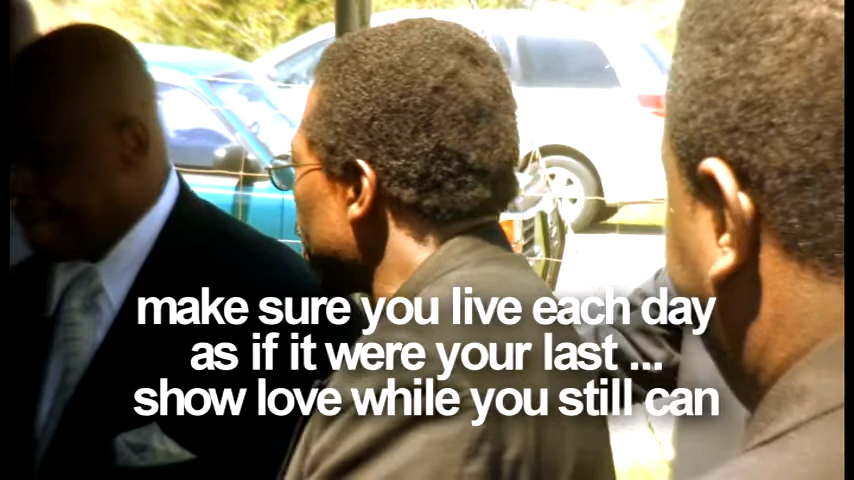 make sure you live each day
as if it were your last ...
show love while you still can